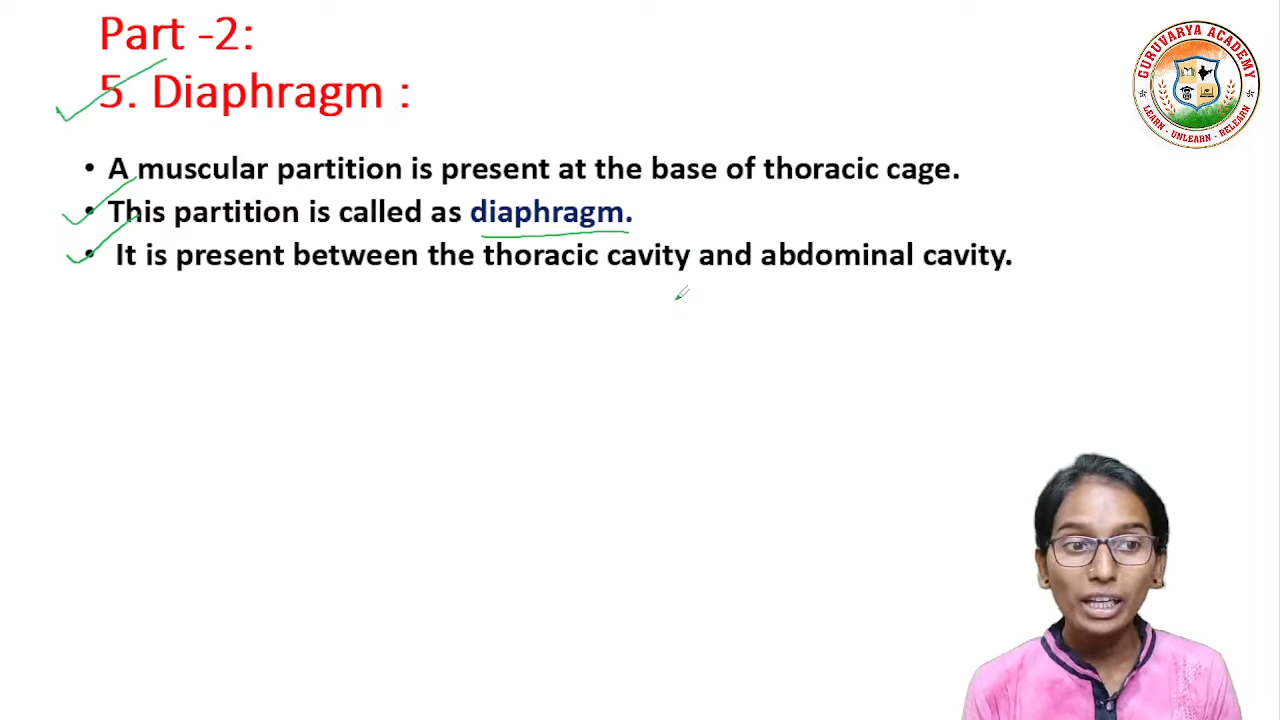 Part -2:
5. Diaphragm :
• A muscular partition is present at the base of thoracic cage.
• This partition is called as diaphragm.
• It is present between the thoracic cavity and abdominal cavity.
GURUVARYA ACADEMY
LEARN - UNLEARN - RELEARN